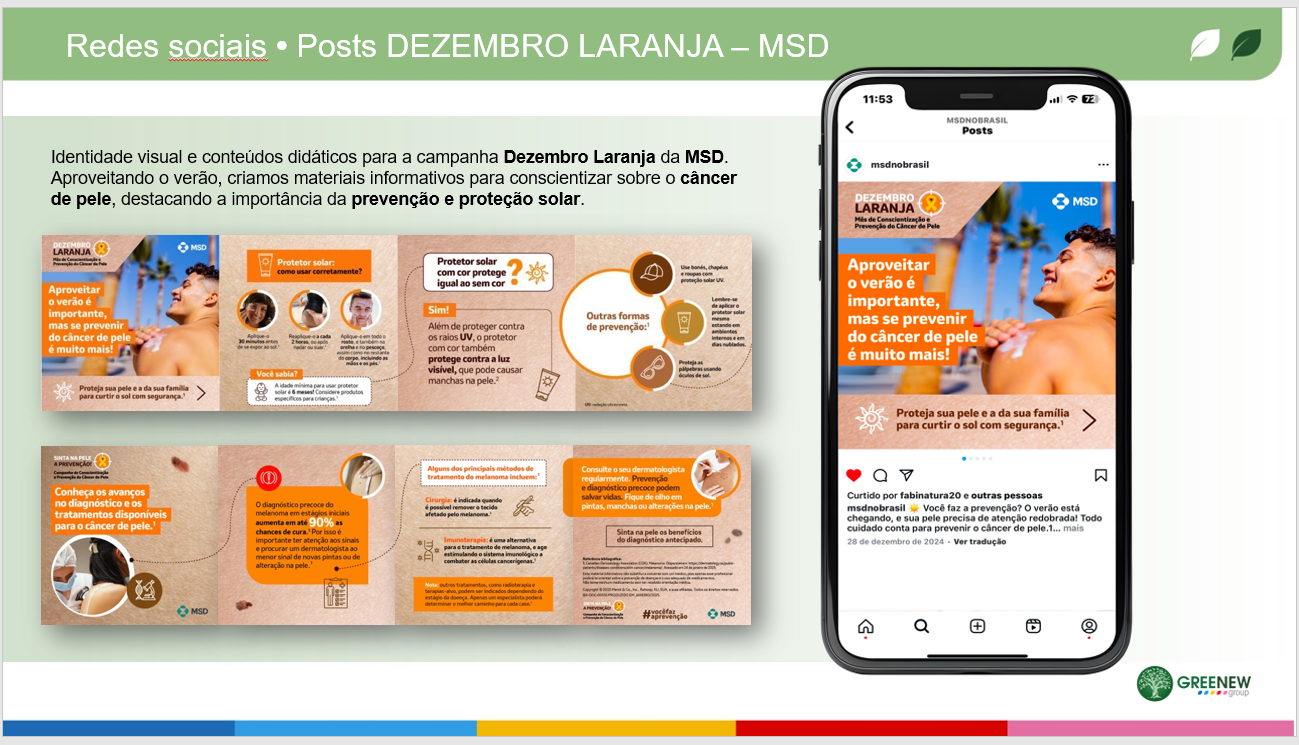 Redes sociais • Posts DEZEMBRO LARANJA – MSD
Identidade visual e conteúdos didáticos para a campanha Dezembro Laranja da MSD.
Aproveitando o verão, criamos materiais informativos para conscientizar sobre o câncer
de pele, destacando a importância da prevenção e proteção solar.
DEZEMBRO
LARANJA
Mês de Conscientização e
Prevenção do Câncer de Pele
MSD
Aproveitar
o verão é
importante,
mas se prevenir
do câncer de pele
é muito mais!
Proteja sua pele e a da sua família
para curtir o sol com segurança.¹
Protetor solar:
como usar corretamente?
Aplique-o
30 minutos antes
de se expor ao sol.¹
Reaplique-o a cada
2 horas, ou após
nadar ou suar.¹
Aplique-o em todo o
rosto, e também na
orelha e no pescoço,
assim como no restante
do corpo, incluindo as
mãos e os pés.¹
Você sabia?
A idade mínima para usar protetor
solar é 6 meses! Considere produtos
específicos para crianças.¹
Protetor solar
com cor protege
igual ao sem cor
?
Sim!
Além de proteger contra
os raios UV, o protetor
com cor também
protege contra a luz
visível, que pode causar
manchas na pele.²
Outras formas
de prevenção:¹
Use bonés, chapéus
e roupas com
proteção solar UV.
Lembre-se
de aplicar o
protetor solar
mesmo
estando em
ambientes
internos e em
dias nublados.
Proteja as
pálpebras usando
óculos de sol.
UV: radiação ultravioleta.
SINTA NA PELE
A PREVENÇÃO!
Campanha de Conscientização
e Prevenção do Câncer de Pele
Conheça os avanços
no diagnóstico e os
tratamentos disponíveis
para o câncer de pele.¹
MSD
O diagnóstico precoce do
melanoma em estágios iniciais
aumenta em até 90% as
chances de cura.¹ Por isso é
importante ter atenção aos sinais
e procurar um dermatologista ao
menor sinal de novas pintas ou de
alteração na pele.¹
Alguns dos principais métodos de
tratamento do melanoma incluem:¹
Cirurgia: é indicada quando
é possível remover o tecido
afetado pelo melanoma.¹
Imunoterapia: é uma alternativa
para o tratamento de melanoma, e age
estimulando o sistema imunológico a
combater as células cancerígenas.¹
Nota: outros tratamentos, como radioterapia e
terapias-alvo, podem ser indicados dependendo do
estágio da doença. Apenas um especialista poderá
determinar o melhor caminho para cada caso.¹
Consulte o seu dermatologista
regularmente. Prevenção
e diagnóstico precoce podem
salvar vidas. Fique de olho em
pintas, manchas ou alterações na pele.¹
Sinta na pele os benefícios
do diagnóstico antecipado.
Referência bibliográfica:
SINTA NA PELE
A PREVENÇÃO!
Campanha de Conscientização
e Prevenção do Câncer de Pele
#vocêfaz
aprevenção
MSD
11:53
72
MSDNOBRASIL
Posts
msdnobrasil
DEZEMBRO
LARANJA
Mês de Conscientização e
Prevenção do Câncer de Pele
MSD
Aproveitar
o verão é
importante,
mas se prevenir
do câncer de pele
é muito mais!
Proteja sua pele e a da sua família
para curtir o sol com segurança.¹
Curtido por fabinatura20 e outras pessoas
msdnobrasil ☀️ Você faz a prevenção? O verão está
chegando, e sua pele precisa de atenção redobrada! Todo
cuidado conta para prevenir o câncer de pele.1... mais
28 de dezembro de 2024 • Ver tradução
GREENEW
group